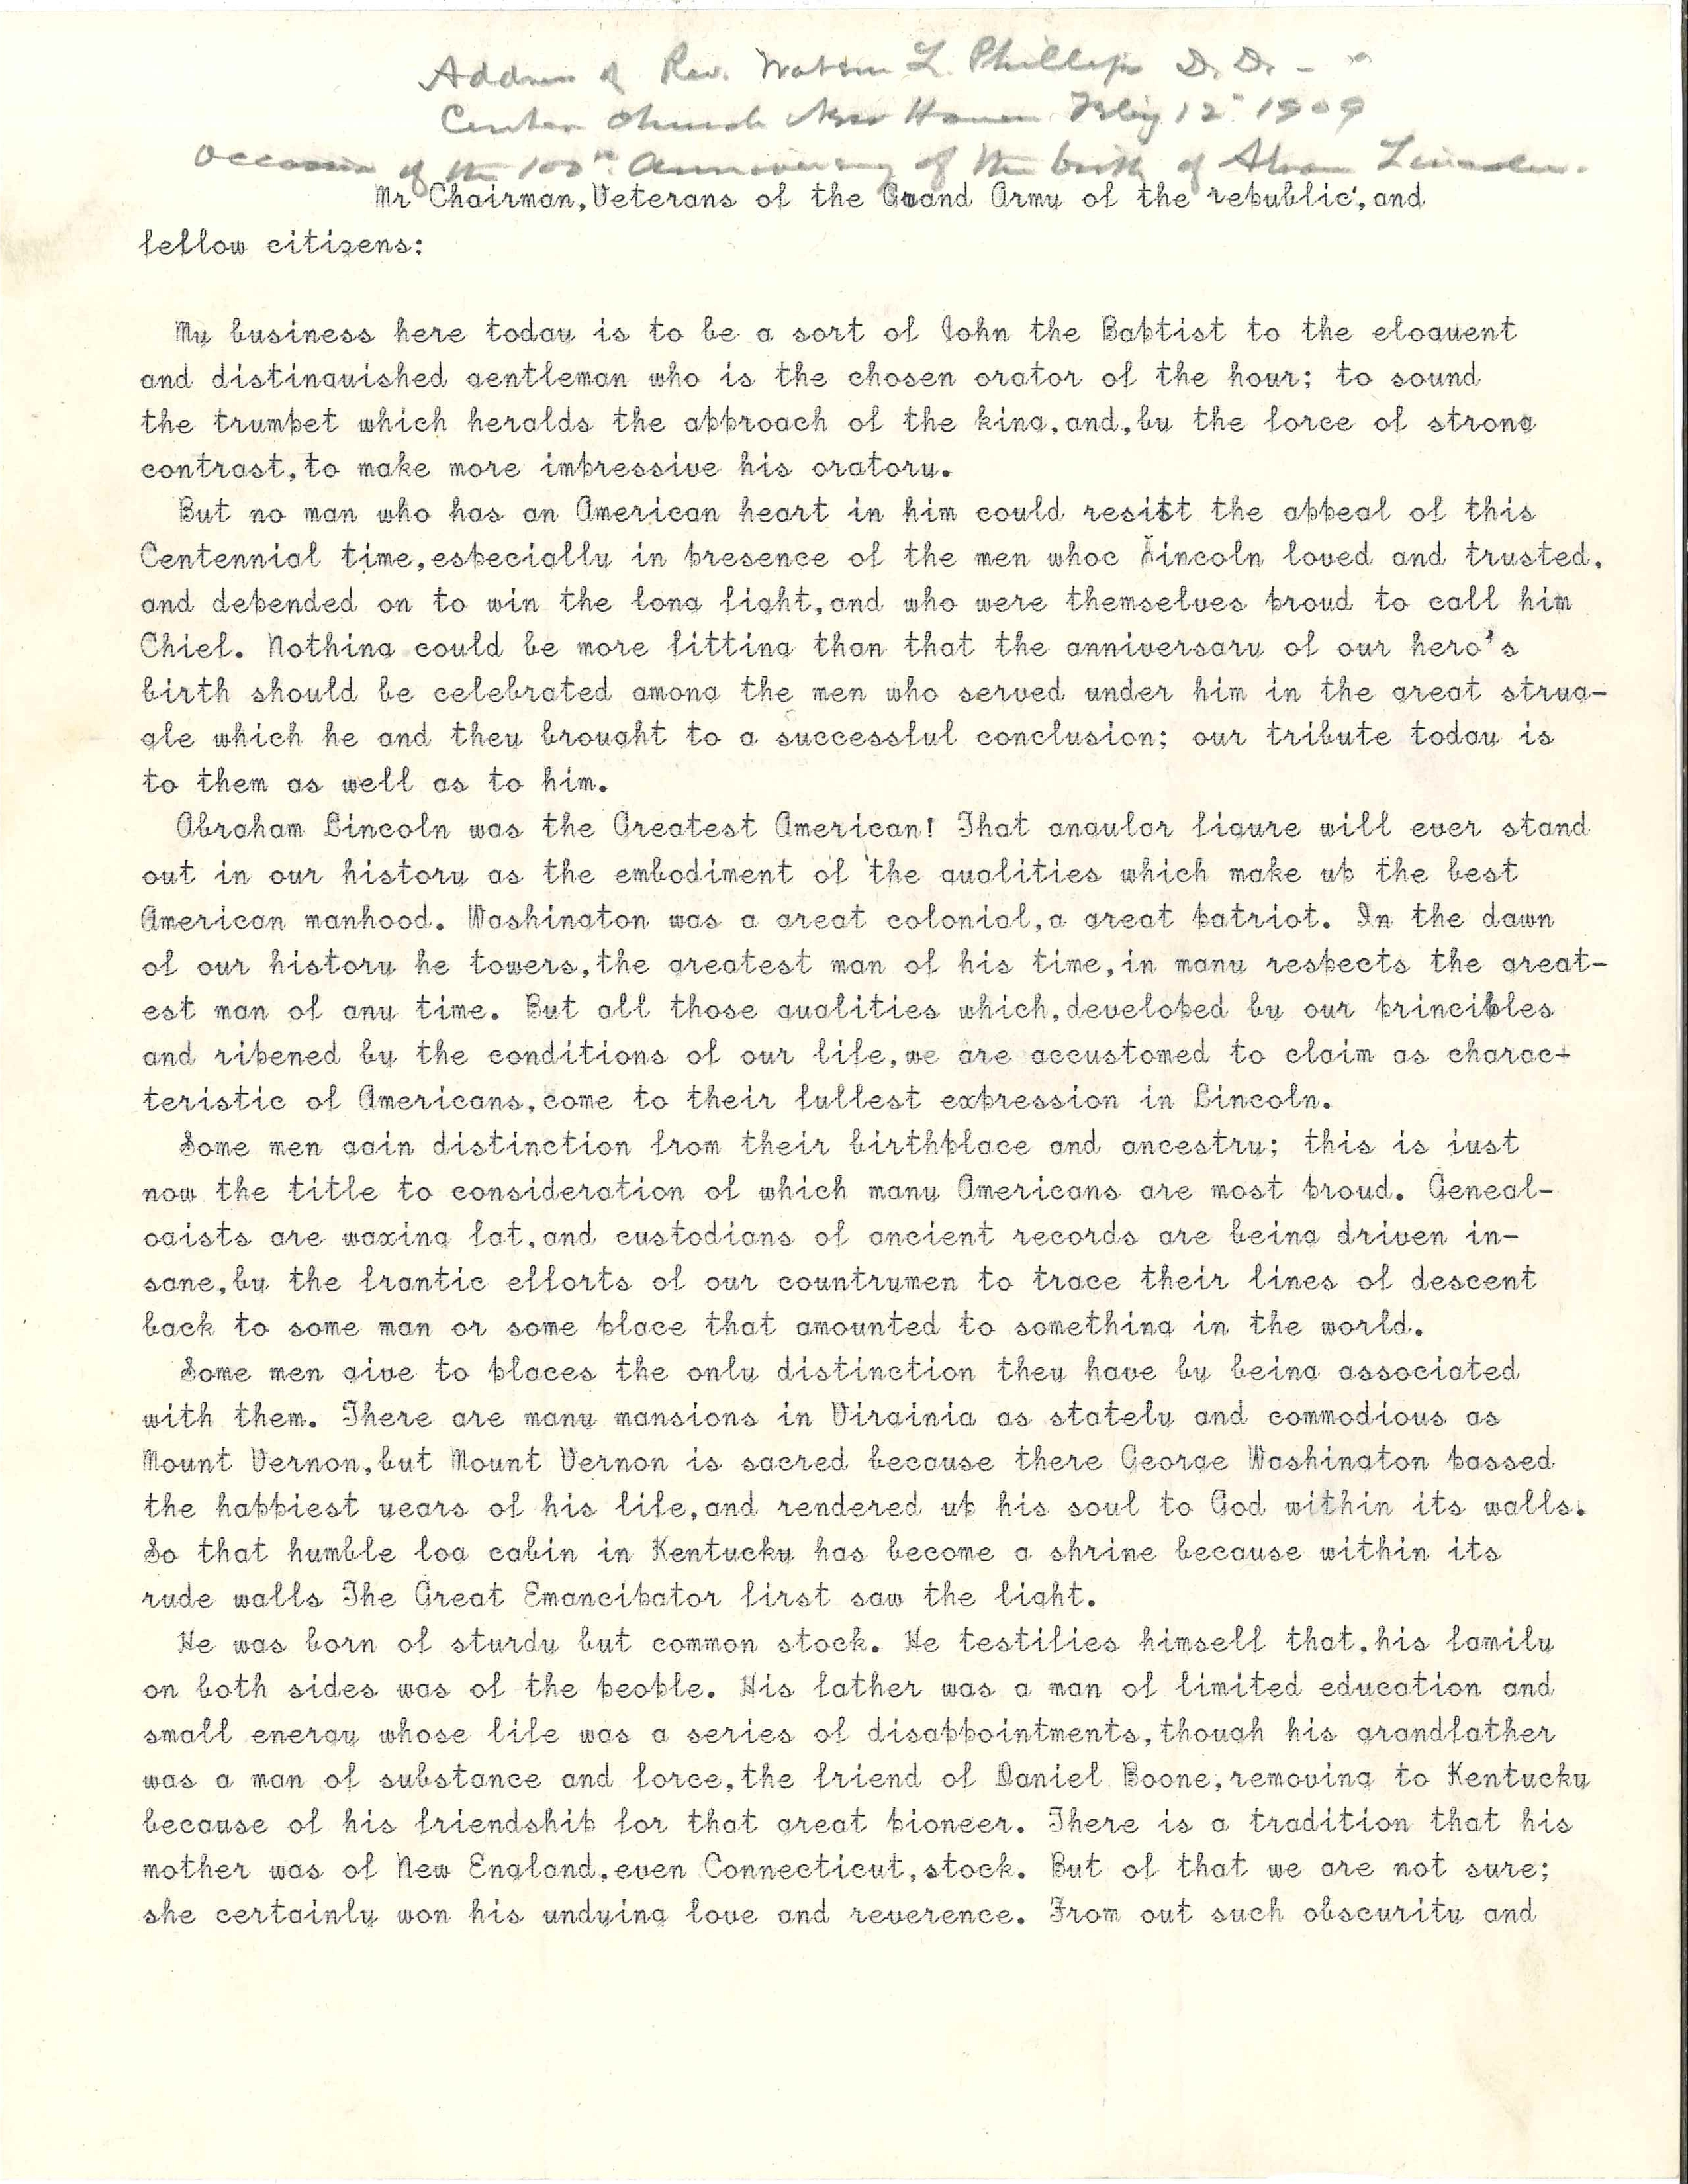 Address of Rev. Watson L. Phillips D. D. - in
Center Church New Haven Feb'y 12" 1909
Occasion of the 100th Anniversary of the birth of Abram Lincoln.
Mr Chairman,Veterans of the Grand Army of the republic',and
fellow citizens:
My business here today is to be a sort of John the Baptist to the eloquent
and distinguished gentleman who is the chosen orator of the hour; to sound
the trumpet which heralds the approach of the king,and,by the force of strong
contrast,to make more impressive his oratory.
But no man who has an American heart in him could resist the appeal of this
Centennial time,especially in presence of the men whoc Lincoln loved and trusted,
and depended on to win the long fight,and who were themselves proud to call him
Chief. Nothing could be more fitting than that the anniversary of our hero's
birth should be celebrated among the men who served under him in the great strug-
gle which he and they brought to a successful conclusion; our tribute today is
to them as well as to him.
Abraham Lincoln was the Greatest American! That angular figure will ever stand
out in our history as the embodiment of 'the qualities which make up the best
American manhood. Washington was a great colonial,a great patriot. In the dawn
of our history he towers,the greatest man of his time,in many respects the great-
est man of any time. But all those qualities which,developed by our principles
and ripened by the conditions of our life,we are accustomed to claim as charac-
teristic of Americans,come to their fullest expression in Lincoln.
Some men gain distinction from their birthplace and ancestry; this is just
now the title to consideration of which many Americans are most proud. Geneal-
ogists are waxing fat,and custodians of ancient records are being driven in-
sane,by the frantic efforts of our countrymen to trace their lines of descent
back to some man or some place that amounted to something in the world.
Some men give to places the only distinction they have by being associated
with them. There are many mansions in Virginia as stately and commodious as
Mount Vernon,but Mount Vernon is sacred because there George Washington passed
the happiest years of his life,and rendered up his soul to God within its walls.
So that humble log cabin in Kentucky has become a shrine because within its
rude walls The Great Emancipator first saw the light.
He was born of sturdy but common stock. He testifies himself that,his family
on both sides was of the people. His father was a man of limited education and
small energy whose life was a series of disappointments,though his grandfather
was a man of substance and force,the friend of Daniel Boone,removing to Kentucky
because of his friendship for that great pioneer. There is a tradition that his
mother was of New England,even Connecticut,stock. But of that we are not sure;
she certainly won his undying love and reverence. From out such obscurity and